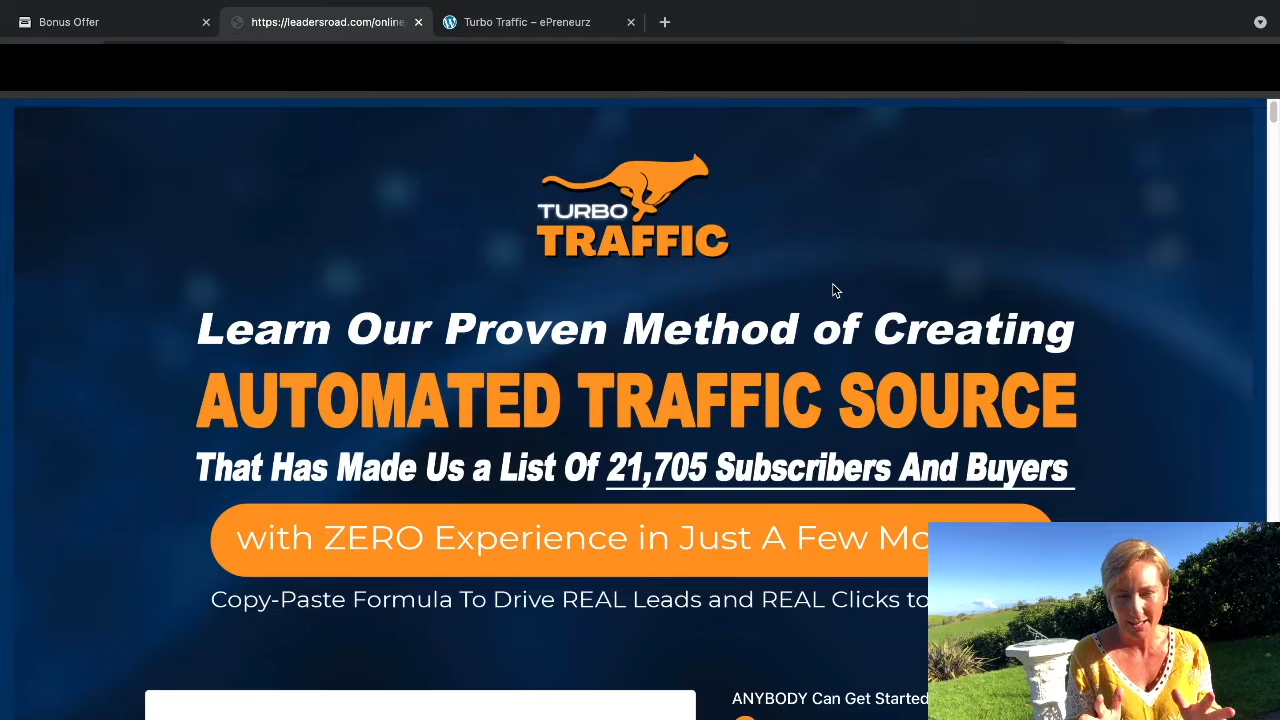 Bonus Offer
https://leadersroad.com/online
Turbo Traffic – ePreneurz
TURBO
TRAFFIC
Learn Our Proven Method of Creating
AUTOMATED TRAFFIC SOURCE
That Has Made Us a List Of 21,705 Subscribers And Buyers
with ZERO Experience in Just A Few Mo
Copy-Paste Formula To Drive REAL Leads and REAL Clicks to
ANYBODY Can Get Started